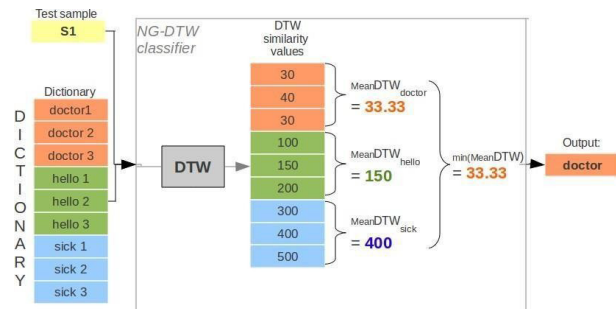 Test sample
S1
Dictionary
DICTIONARY
doctor1
doctor 2
doctor 3
hello 1
hello 2
hello 3
sick 1
sick 2
sick 3
NG-DTW
classifier
DTW
DTW
similarity
values
30
40
30
100
150
200
300
400
500
MeanDTWdoctor
= 33.33
MeanDTWhello
= 150
MeanDTWsick
= 400
min(MeanDTW)
= 33.33
Output:
doctor